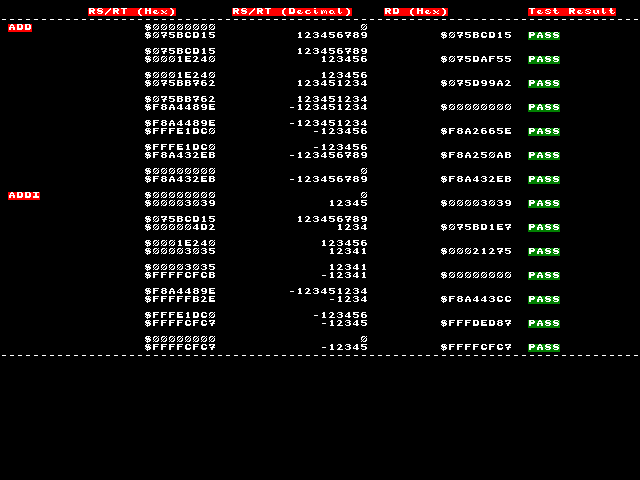 RS/RT (Hex) RS/RT (Decimal) RD (Hex) Test Result
ADD $00000000 0
$075BCD15 123456789 $075BCD15 PASS
$075BCD15 123456789
$0001E240 123456 $075DAF55 PASS
$0001E240 123456
$075BB762 123451234 $075D99A2 PASS
$075BB762 123451234
$F8A4489E -123451234 $00000000 PASS
$F8A4489E -123451234
$FFFE1DC0 -123456 $F8A2665E PASS
$FFFE1DC0 -123456
$F8A432EB -123456789 $F8A250AB PASS
$00000000 0
$F8A432EB -123456789 $F8A432EB PASS
ADDI $00000000 0
$00003039 12345 $00003039 PASS
$075BCD15 123456789
$000004D2 1234 $075BD1E7 PASS
$0001E240 123456
$00003035 12341 $00021275 PASS
$00003035 12341
$FFFFCFCB -12341 $00000000 PASS
$F8A4489E -123451234
$FFFFFB2E -1234 $F8A443CC PASS
$FFFE1DC0 -123456
$FFFFCFC7 -12345 $FFFDED87 PASS
$00000000 0
$FFFFCFC7 -12345 $FFFFCFC7 PASS